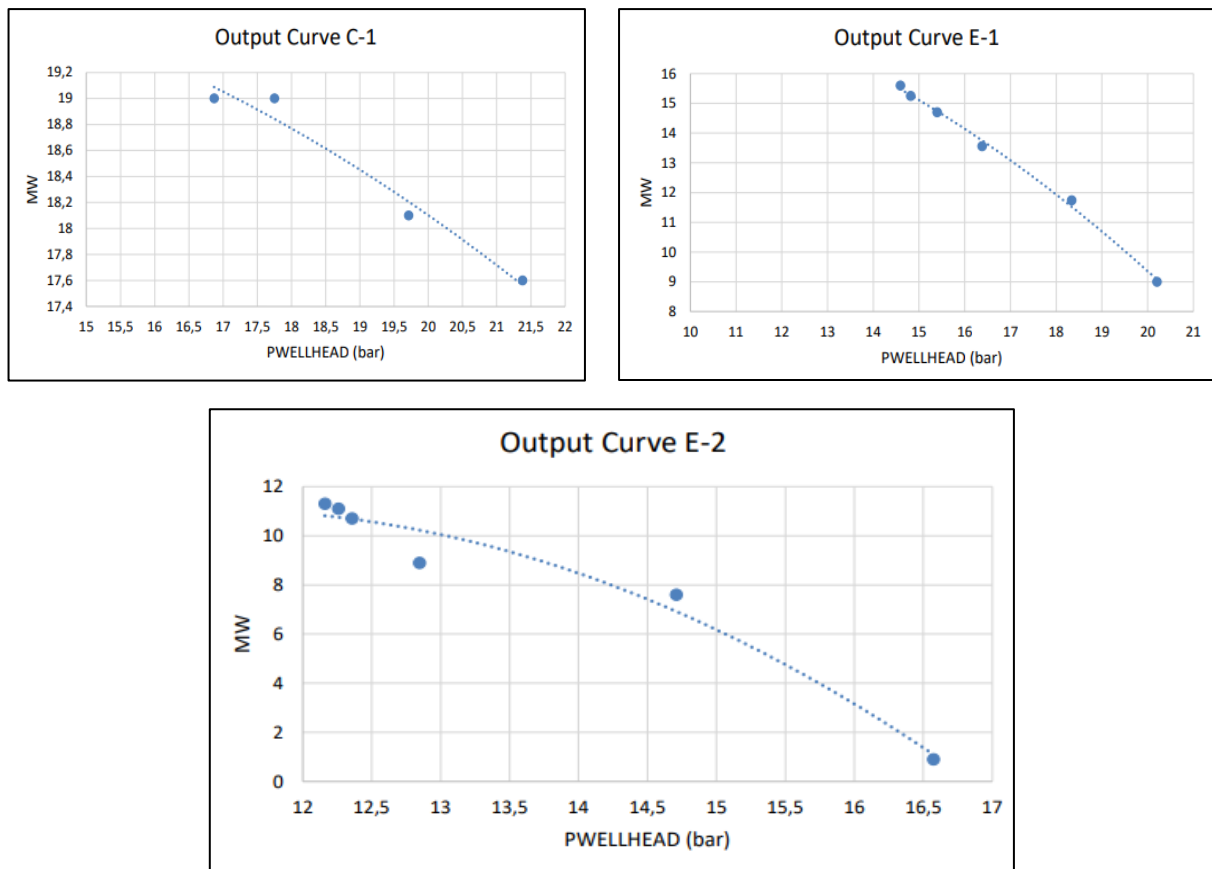 Output Curve C-1
19,2
19
18,8
18,6
18,4
18,2
18
17,8
17,6
17,4
MW
15 15,5 16 16,5 17 17,5 18 18,5 19 19,5 20 20,5 21 21,5 22
PWELLHEAD (bar)
Output Curve E-1
16
15
14
13
12
11
10
9
8
MW
10 11 12 13 14 15 16 17 18 19 20 21
PWELLHEAD (bar)
Output Curve E-2
12
10
8
6
4
2
0
MW
12 12,5 13 13,5 14 14,5 15 15,5 16 16,5 17
PWELLHEAD (bar)